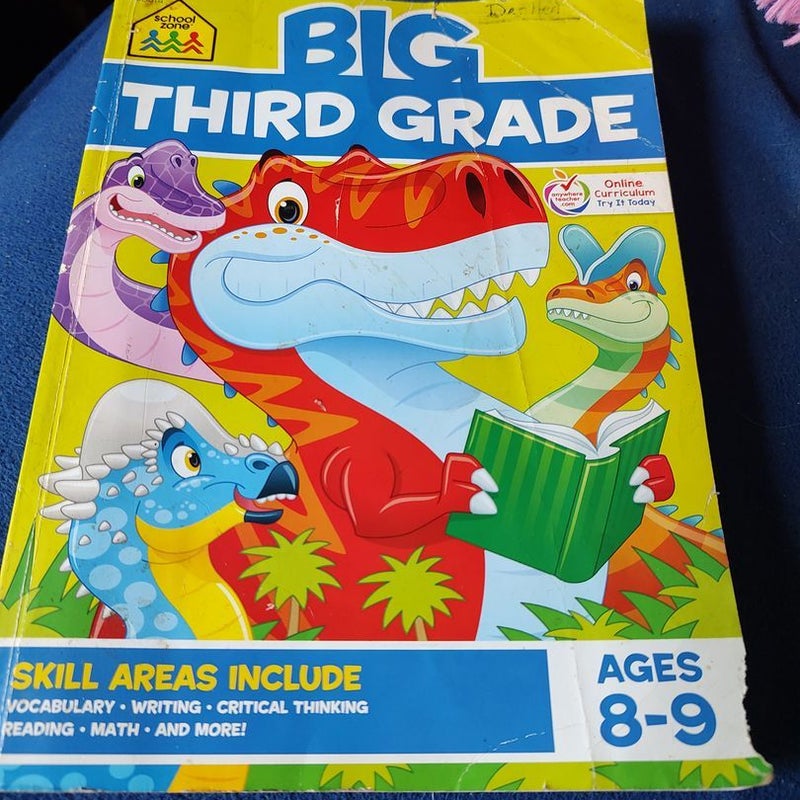 school
zone
BIG
THIRD GRADE
anywhere
teacher
.com
Online
Curriculum
Try It Today
SKILL AREAS INCLUDE
VOCABULARY • WRITING • CRITICAL THINKING
READING • MATH • AND MORE!
AGES
8-9